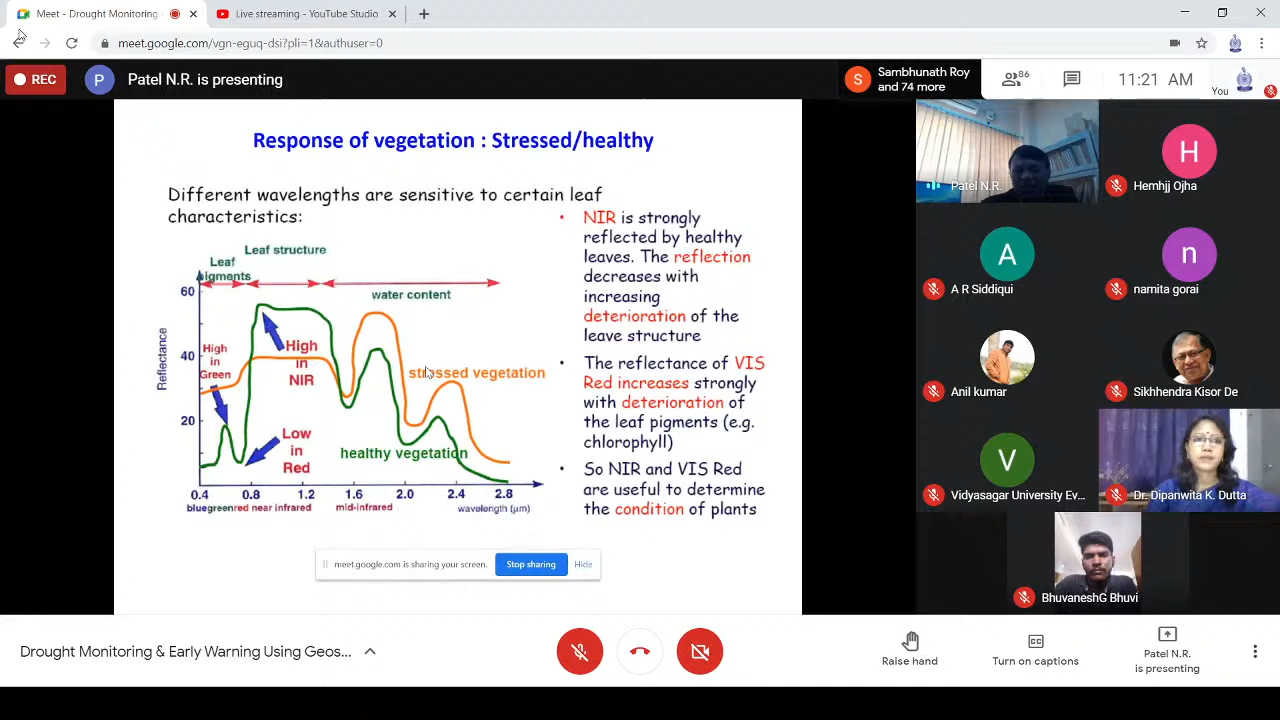 Meet - Drought Monitoring
Live streaming - YouTube Studio
meet.google.com/vgn-eguq-dsi?pli=1&authuser=0
REC
P
Patel N.R. is presenting
S
Sambhunath Roy
and 74 more
86
11:21 AM
You
Response of vegetation : Stressed/healthy
Different wavelengths are sensitive to certain leaf
characteristics:
Leaf structure
Leaf
pigments
water content
60
40
20
Reflectance
High
in
Green
High
in
NIR
Low
in
Red
stressed vegetation
healthy vegetation
0.4 0.8 1.2 1.6 2.0 2.4 2.8
bluegreenred near infrared mid-infrared wavelength (μm)
• NIR is strongly
reflected by healthy
leaves. The reflection
decreases with
increasing
deterioration of the
leave structure
• The reflectance of VIS
Red increases strongly
with deterioration of
the leaf pigments (e.g.
chlorophyll)
• So NIR and VIS Red
are useful to determine
the condition of plants
meet.google.com is sharing your screen.
Stop sharing
Hide
Patel N.R.
H
Hemhjj Ojha
A
A R Siddiqui
n
namita gorai
Anil kumar
Sikhhendra Kisor De
V
Vidyasagar University Ev...
Dr. Dipanwita K. Dutta
BhuvaneshG Bhuvi
Drought Monitoring & Early Warning Using Geos...
Raise hand
Turn on captions
Patel N.R.
is presenting